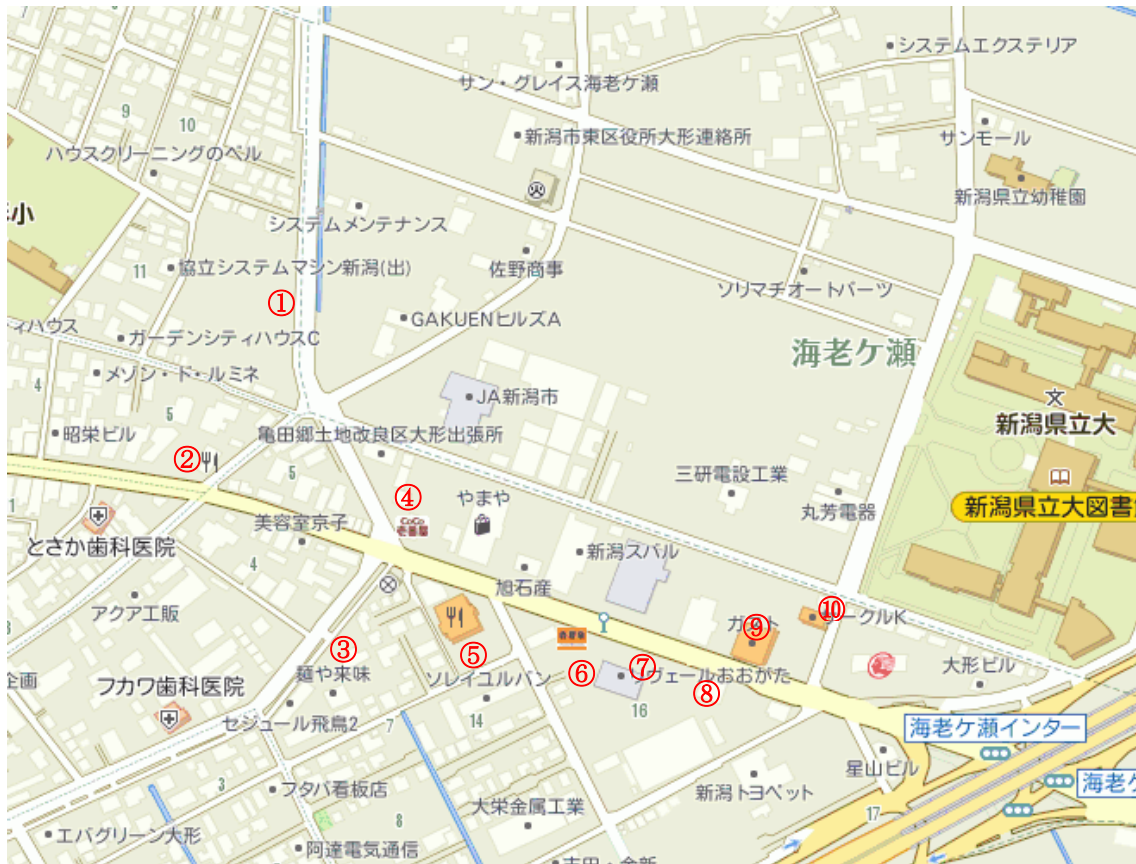 システムエクステリア
サン・グレイス海老ケ瀬
9
10
新潟市東区役所大形連絡所
サンモール
ハウスクリーニングのベル
新潟県立幼稚園
小
システムメンテナンス
11
協立システムマシン新潟(出)
佐野商事
ソリマチオートパーツ
①
GAKUENヒルズA
ティハウス
ガーデンシティハウスC
海老ケ瀬
メゾン・ド・ルミネ
4
JA新潟市
5
文
新潟県立大
昭栄ビル
亀田郷土地改良区大形出張所
②
5
三研電設工業
④
やまや
1
新潟県立大図書
丸芳電器
美容室京子
CoCo
壱番屋
とさか歯科医院
新潟スバル
4
旭石産
アクア工販
⑩
サークルK
⑨
③
⑤
⑥
⑦
大形ビル
麺や来味
ソレイユルパン
リヴェールおおがた
⑧
企画
フカワ歯科医院
セジュール飛鳥2
7
14
16
海老ケ瀬インター
星山ビル
3
フタバ看板店
新潟トヨペット
海老ケ
大栄金属工業
17
8
エバグリーン大形
阿達電気通信